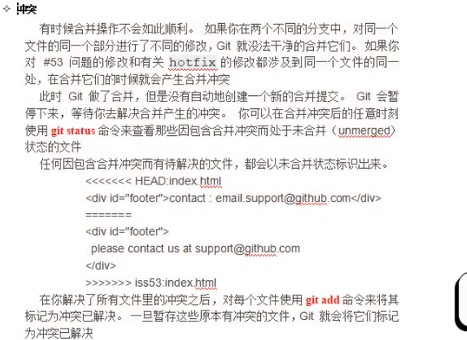 冲突
有时候合并操作不会如此顺利。 如果你在两个不同的分支中，对同一个
文件的同一个部分进行了不同的修改，Git 就没法干净的合并它们。 如果你
对 #53 问题的修改和有关 hotfix 的修改都涉及到同一个文件的同一
处，在合并它们的时候就会产生合并冲突
此时 Git 做了合并，但是没有自动地创建一个新的合并提交。 Git 会暂
停下来，等待你去解决合并产生的冲突。 你可以在合并冲突后的任意时刻
使用 git status 命令来查看那些因包含合并冲突而处于未合并（unmerged）
状态的文件
任何因包含合并冲突而有待解决的文件，都会以未合并状态标识出来。
<<<<<<< HEAD:index.html
<div id="footer">contact : email.support@github.com</div>
=======
<div id="footer">
please contact us at support@github.com
</div>
>>>>>>> iss53:index.html
在你解决了所有文件里的冲突之后，对每个文件使用 git add 命令来将其
标记为冲突已解决。 一旦暂存这些原本有冲突的文件，Git 就会将它们标记
为冲突已解决